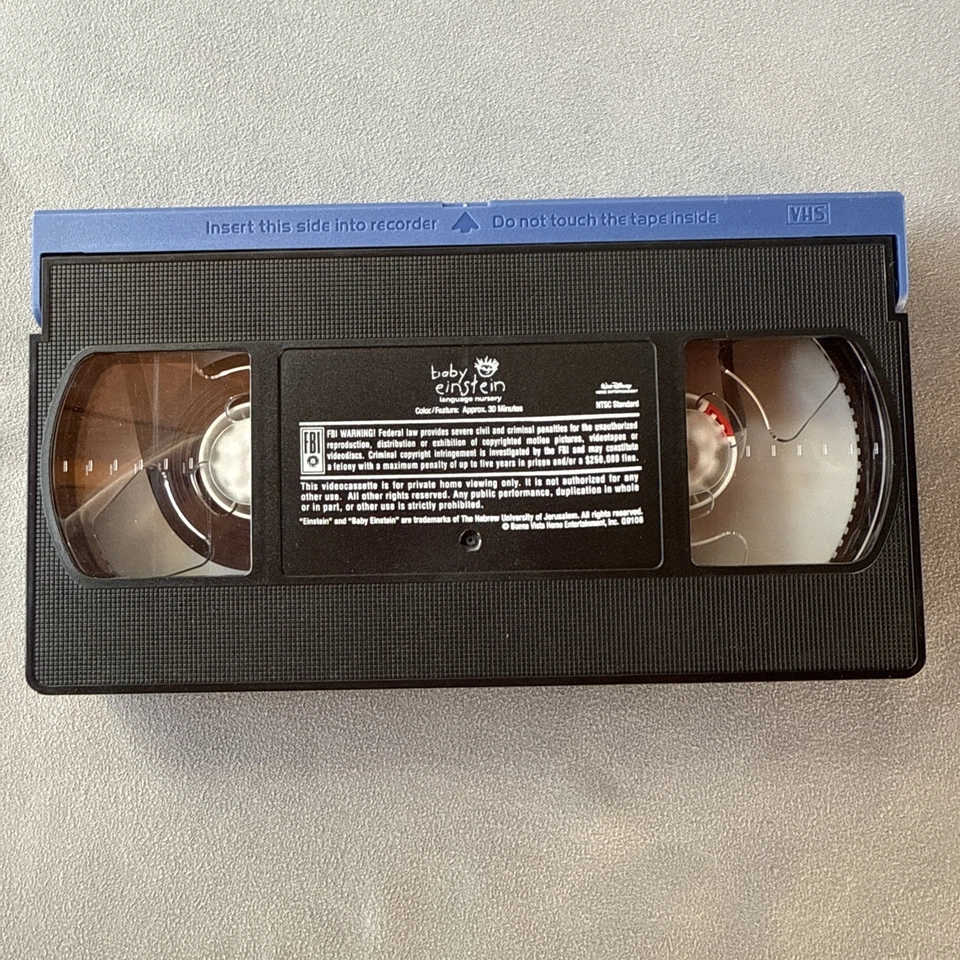 Insert this side into recorder Do not touch the tape inside VHS
baby
einstein
language nursery
Walt Disney
HOME ENTERTAINMENT
Color/Feature: Approx. 30 Minutes
NTSC Standard
FBI
FBI WARNING! Federal law provides severe civil and criminal penalties for the unauthorized
reproduction, distribution or exhibition of copyrighted motion pictures, videotapes or
videodiscs. Criminal copyright infringement is investigated by the FBI and may constitute
a felony with a maximum penalty of up to five years in prison and/or a $250,000 fine.
This videocassette is for private home viewing only. It is not authorized for any
other use. All other rights reserved. Any public performance, duplication in whole
or in part, or other use is strictly prohibited.
"Einstein" and "Baby Einstein" are trademarks of The Hebrew University of Jerusalem. All rights reserved.
© Buena Vista Home Entertainment, Inc. G9108